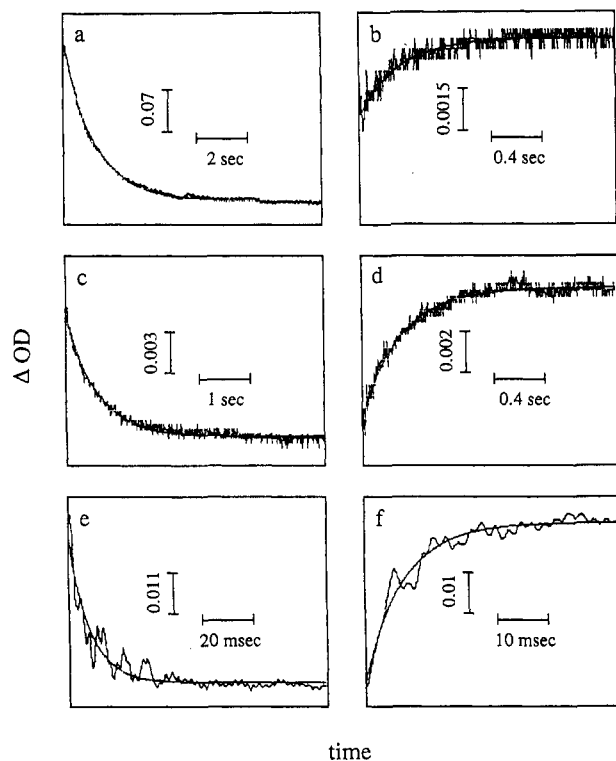 a
0.07
2 sec
b
0.0015
0.4 sec
c
0.003
1 sec
d
0.002
0.4 sec
Δ OD
e
0.011
20 msec
f
0.01
10 msec
time